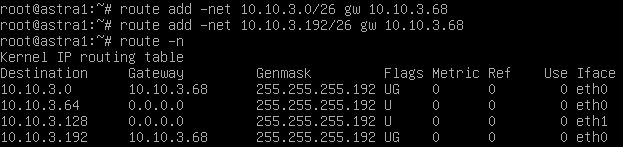 root@astra1:~# route add -net 10.10.3.0/26 gw 10.10.3.68
root@astra1:~# route add -net 10.10.3.192/26 gw 10.10.3.68
root@astra1:~# route -n
Kernel IP routing table
Destination     Gateway         Genmask         Flags Metric Ref    Use Iface
10.10.3.0       10.10.3.68      255.255.255.192 UG    0      0        0 eth0
10.10.3.64      0.0.0.0         255.255.255.192 U     0      0        0 eth0
10.10.3.128     0.0.0.0         255.255.255.192 U     0      0        0 eth1
10.10.3.192     10.10.3.68      255.255.255.192 UG    0      0        0 eth0